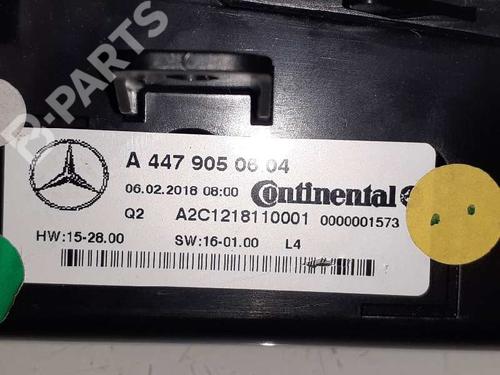 B-PARTS
A 447 905 06 04
06.02.2018 08:00 Continental
Q2 A2C1218110001 0000001573
HW:15-28.00 SW:16-01.00 L4